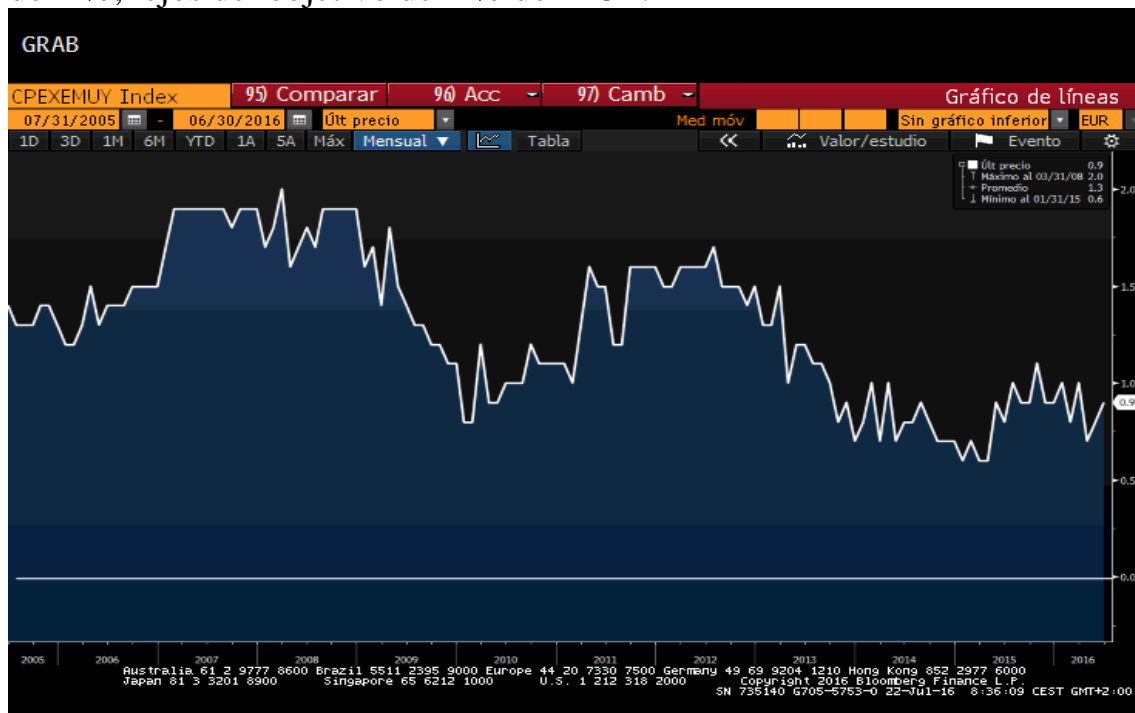 GRAB
CPEXEMUY Index 95) Comparar 96) Acc 97) Camb Gráfico de líneas
07/31/2005 - 06/30/2016 Últ precio Med móv Sin gráfico inferior EUR
1D 3D 1M 6M YTD 1A 5A Máx Mensual ▼ Tabla << Valor/estudio Evento
Últ precio 0.9
Máximo al 03/31/08 2.0
Promedio 1.3
Mínimo al 01/31/15 0.6
2.0
1.5
1.0
0.9
0.5
0.0
2005 2006 2007 2008 2009 2010 2011 2012 2013 2014 2015 2016
Australia 61 2 9777 8600 Brazil 5511 2395 9000 Europe 44 20 7330 7500 Germany 49 69 9204 1210 Hong Kong 852 2977 6000
Japan 81 3 3201 8900 Singapore 65 6212 1000 U.S. 1 212 318 2000 Copyright 2016 Bloomberg Finance L.P.
SN 735140 G705-5753-0 22-Jul-16 8:36:09 CEST GMT+2:00